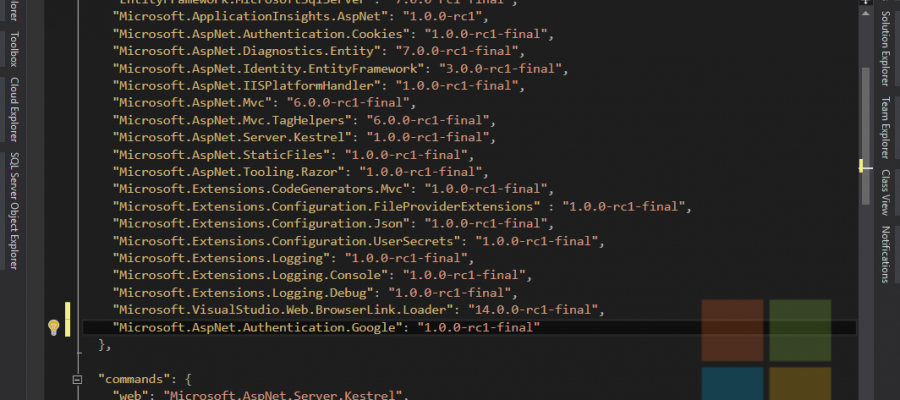 "EntityFramework.MicrosoftSqlServer": "7.0.0-rc1-final",
"Microsoft.ApplicationInsights.AspNet": "1.0.0-rc1",
"Microsoft.AspNet.Authentication.Cookies": "1.0.0-rc1-final",
"Microsoft.AspNet.Diagnostics.Entity": "7.0.0-rc1-final",
"Microsoft.AspNet.Identity.EntityFramework": "3.0.0-rc1-final",
"Microsoft.AspNet.IISPlatformHandler": "1.0.0-rc1-final",
"Microsoft.AspNet.Mvc": "6.0.0-rc1-final",
"Microsoft.AspNet.Mvc.TagHelpers": "6.0.0-rc1-final",
"Microsoft.AspNet.Server.Kestrel": "1.0.0-rc1-final",
"Microsoft.AspNet.StaticFiles": "1.0.0-rc1-final",
"Microsoft.AspNet.Tooling.Razor": "1.0.0-rc1-final",
"Microsoft.Extensions.CodeGenerators.Mvc": "1.0.0-rc1-final",
"Microsoft.Extensions.Configuration.FileProviderExtensions" : "1.0.0-rc1-final",
"Microsoft.Extensions.Configuration.Json": "1.0.0-rc1-final",
"Microsoft.Extensions.Configuration.UserSecrets": "1.0.0-rc1-final",
"Microsoft.Extensions.Logging": "1.0.0-rc1-final",
"Microsoft.Extensions.Logging.Console": "1.0.0-rc1-final",
"Microsoft.Extensions.Logging.Debug": "1.0.0-rc1-final",
"Microsoft.VisualStudio.Web.BrowserLink.Loader": "14.0.0-rc1-final",
"Microsoft.AspNet.Authentication.Google": "1.0.0-rc1-final"
},
"commands": {
"web": "Microsoft.AspNet.Server.Kestrel",
Toolbox
Cloud Explorer
SQL Server Object Explorer
Solution Explorer
Team Explorer
Class View
Notifications